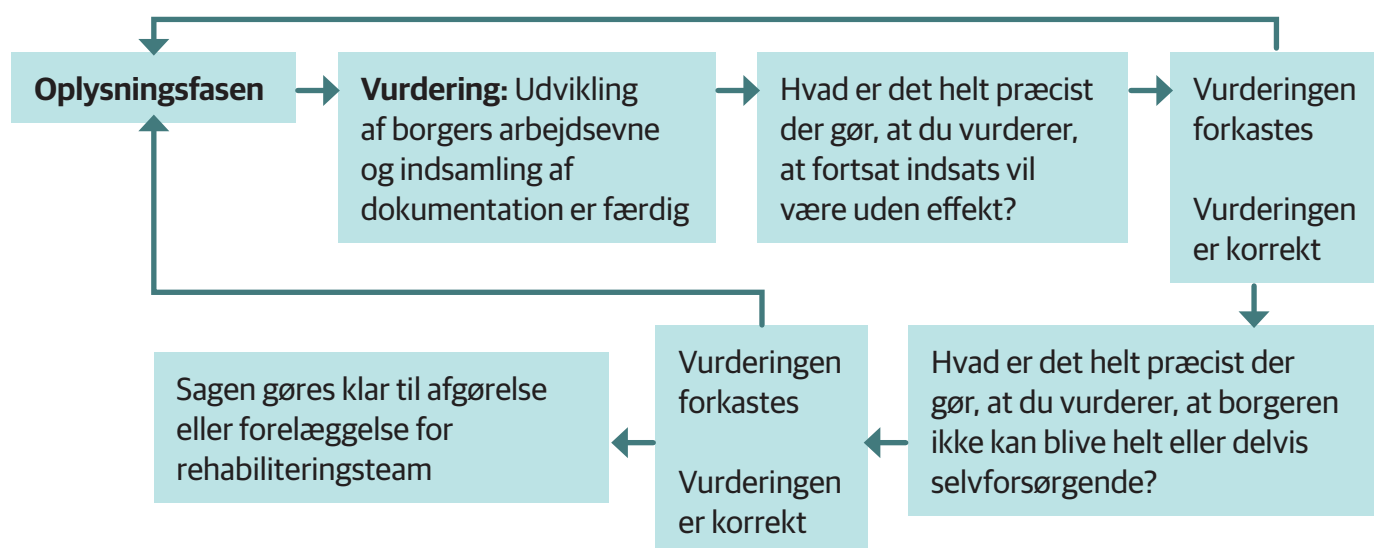 Oplysningsfasen
Vurdering: Udvikling
af borgers arbejdsevne
og indsamling af
dokumentation er færdig
Hvad er det helt præcist
der gør, at du vurderer,
at fortsat indsats vil
være uden effekt?
Vurderingen
forkastes
Vurderingen
er korrekt
Hvad er det helt præcist der
gør, at du vurderer, at borgeren
ikke kan blive helt eller delvis
selvforsørgende?
Vurderingen
forkastes
Vurderingen
er korrekt
Sagen gøres klar til afgørelse
eller forelæggelse for
rehabiliteringsteam